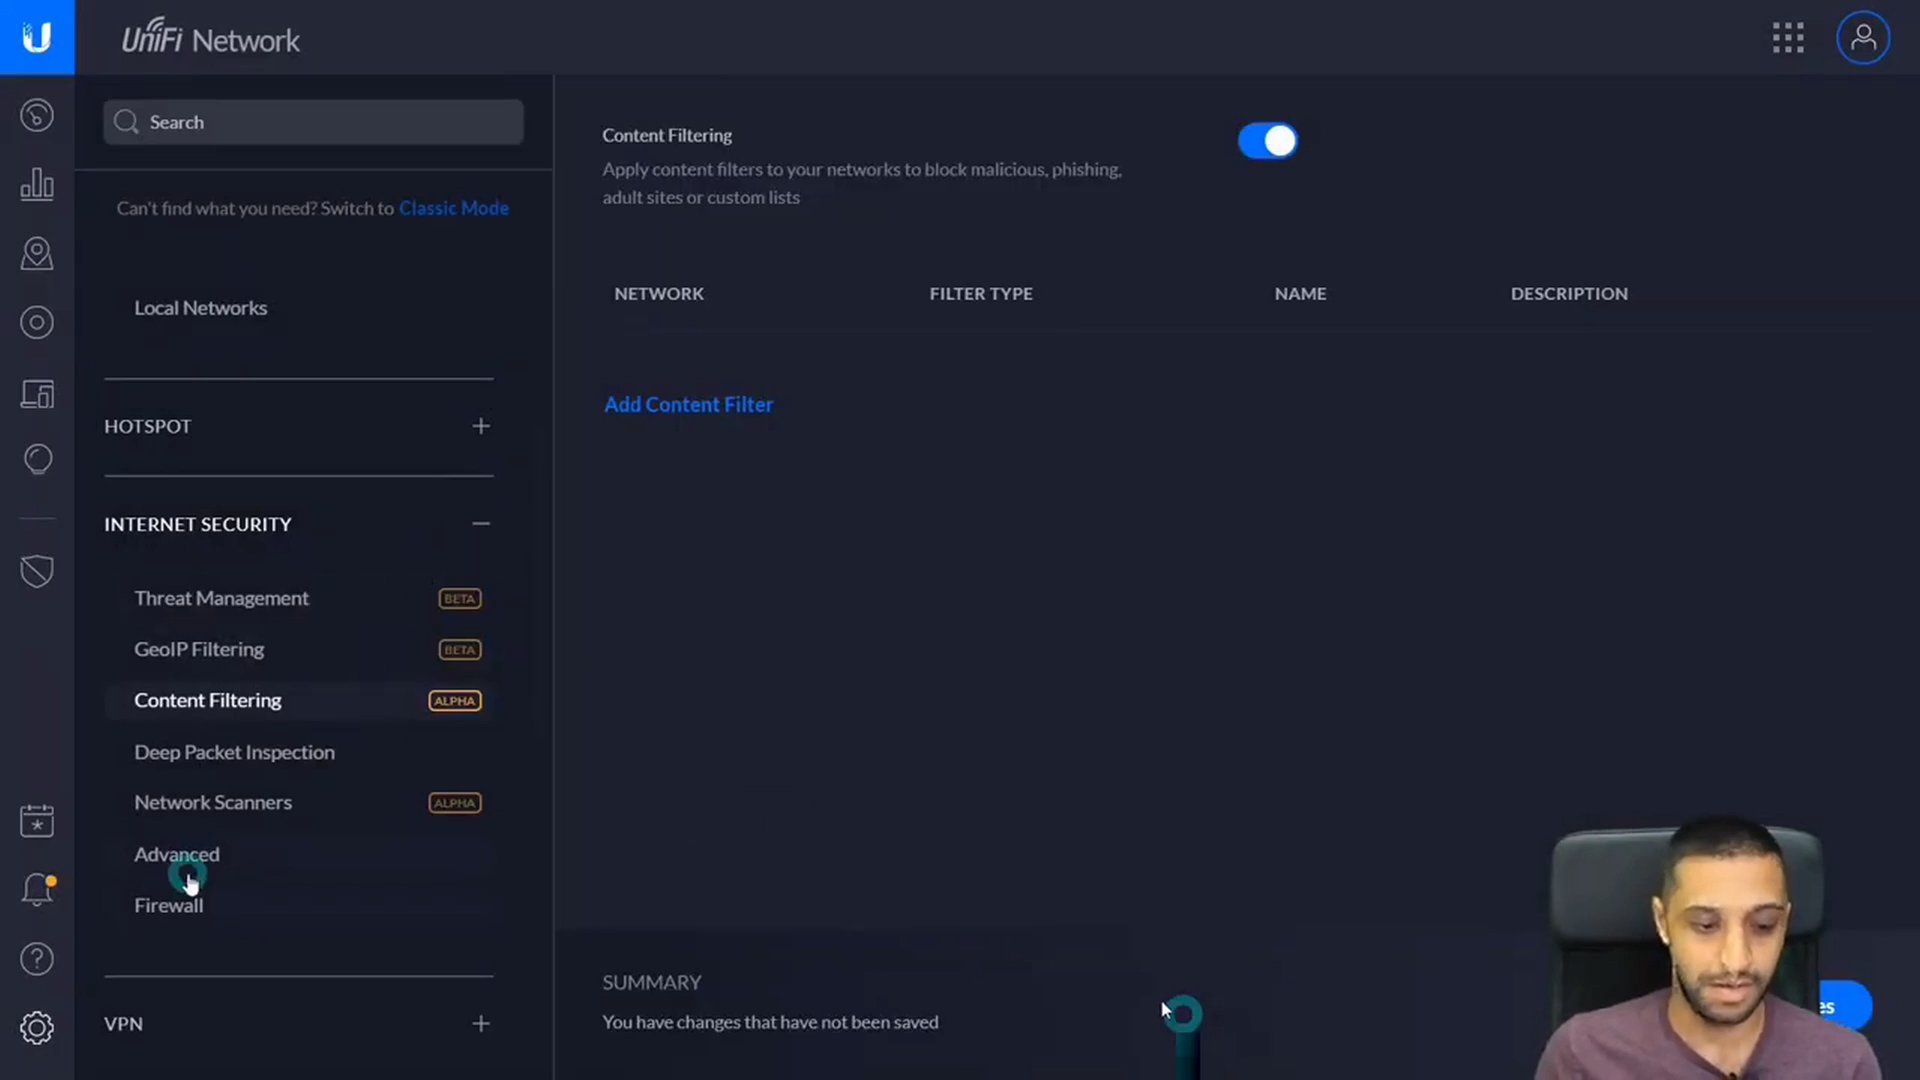 UniFi Network
Search
Can't find what you need? Switch to Classic Mode
Local Networks
HOTSPOT
INTERNET SECURITY
Threat Management BETA
GeoIP Filtering BETA
Content Filtering ALPHA
Deep Packet Inspection
Network Scanners ALPHA
Advanced
Firewall
VPN
Content Filtering
Apply content filters to your networks to block malicious, phishing,
adult sites or custom lists
NETWORK FILTER TYPE NAME DESCRIPTION
Add Content Filter
SUMMARY
You have changes that have not been saved